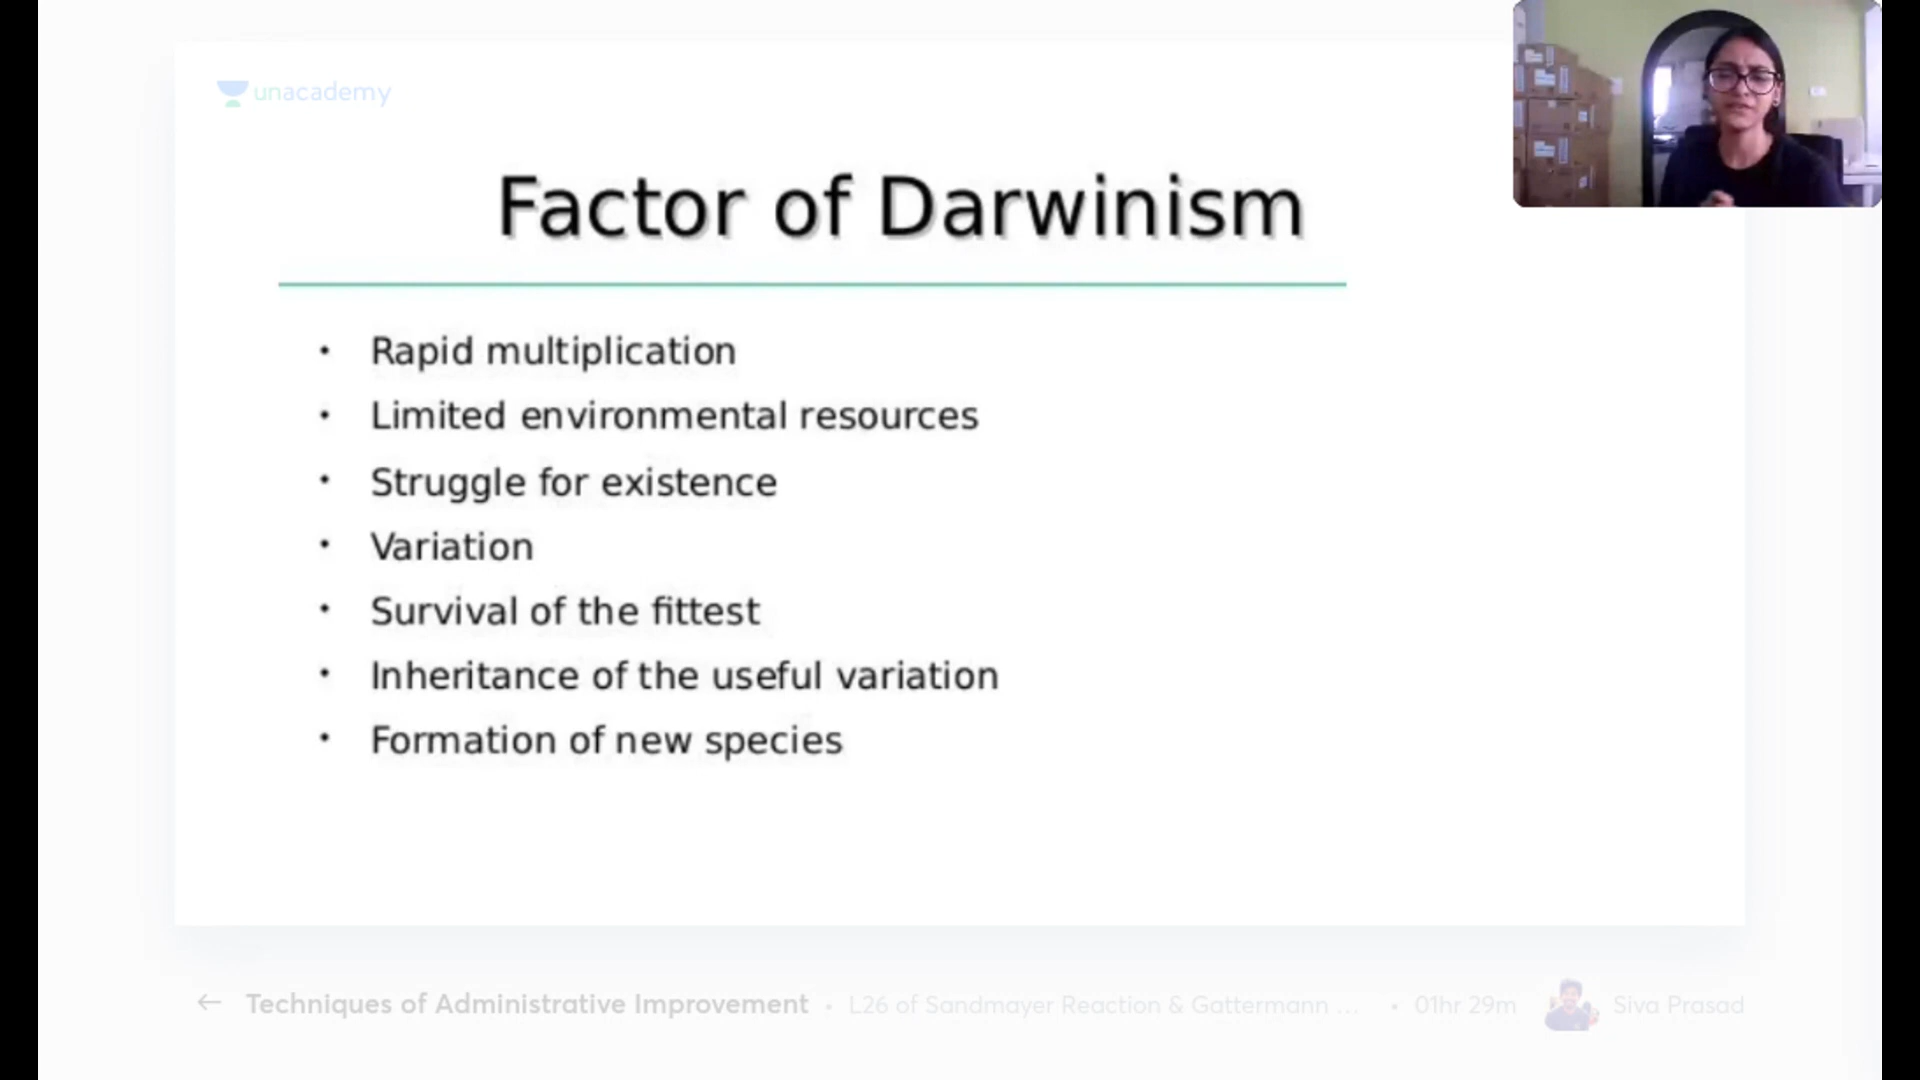 unacademy
Factor of Darwinism
• Rapid multiplication
• Limited environmental resources
• Struggle for existence
• Variation
• Survival of the fittest
• Inheritance of the useful variation
• Formation of new species
← Techniques of Administrative Improvement • L26 of Sandmayer Reaction & Gattermann ... • 01hr 29m Siva Prasad